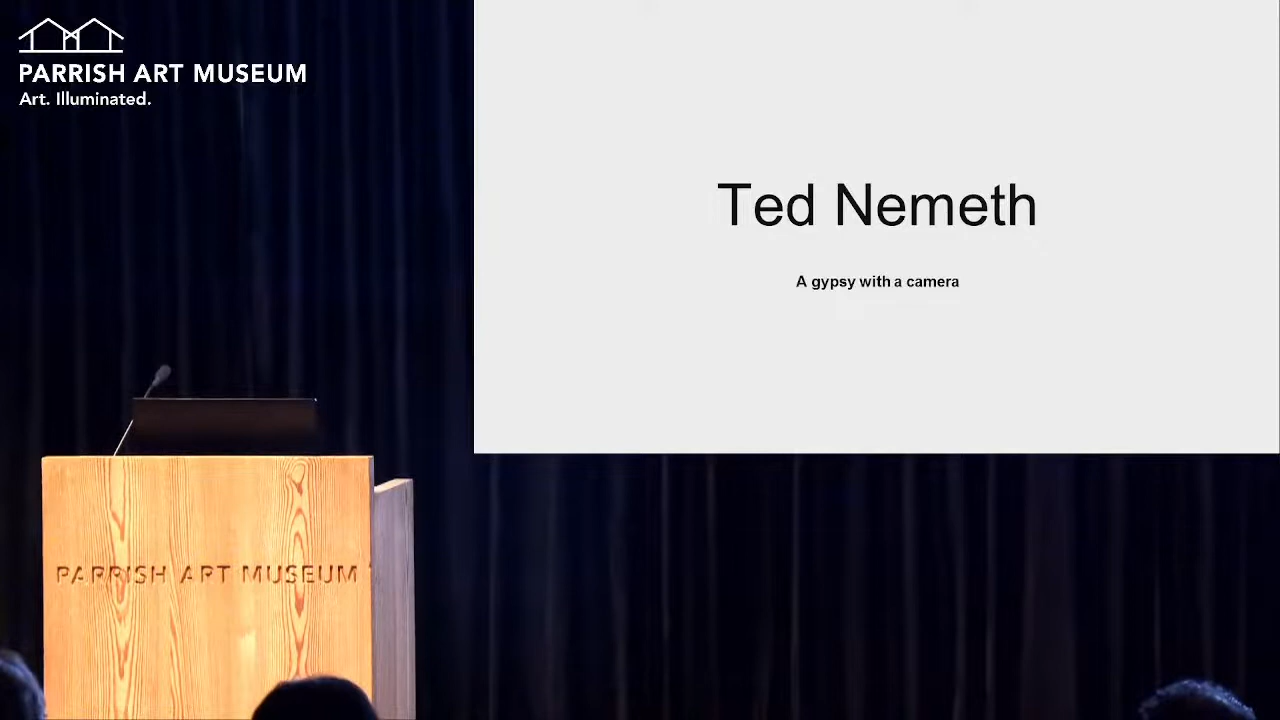 PARRISH ART MUSEUM
Art. Illuminated.
Ted Nemeth
A gypsy with a camera
PARRISH ART MUSEUM